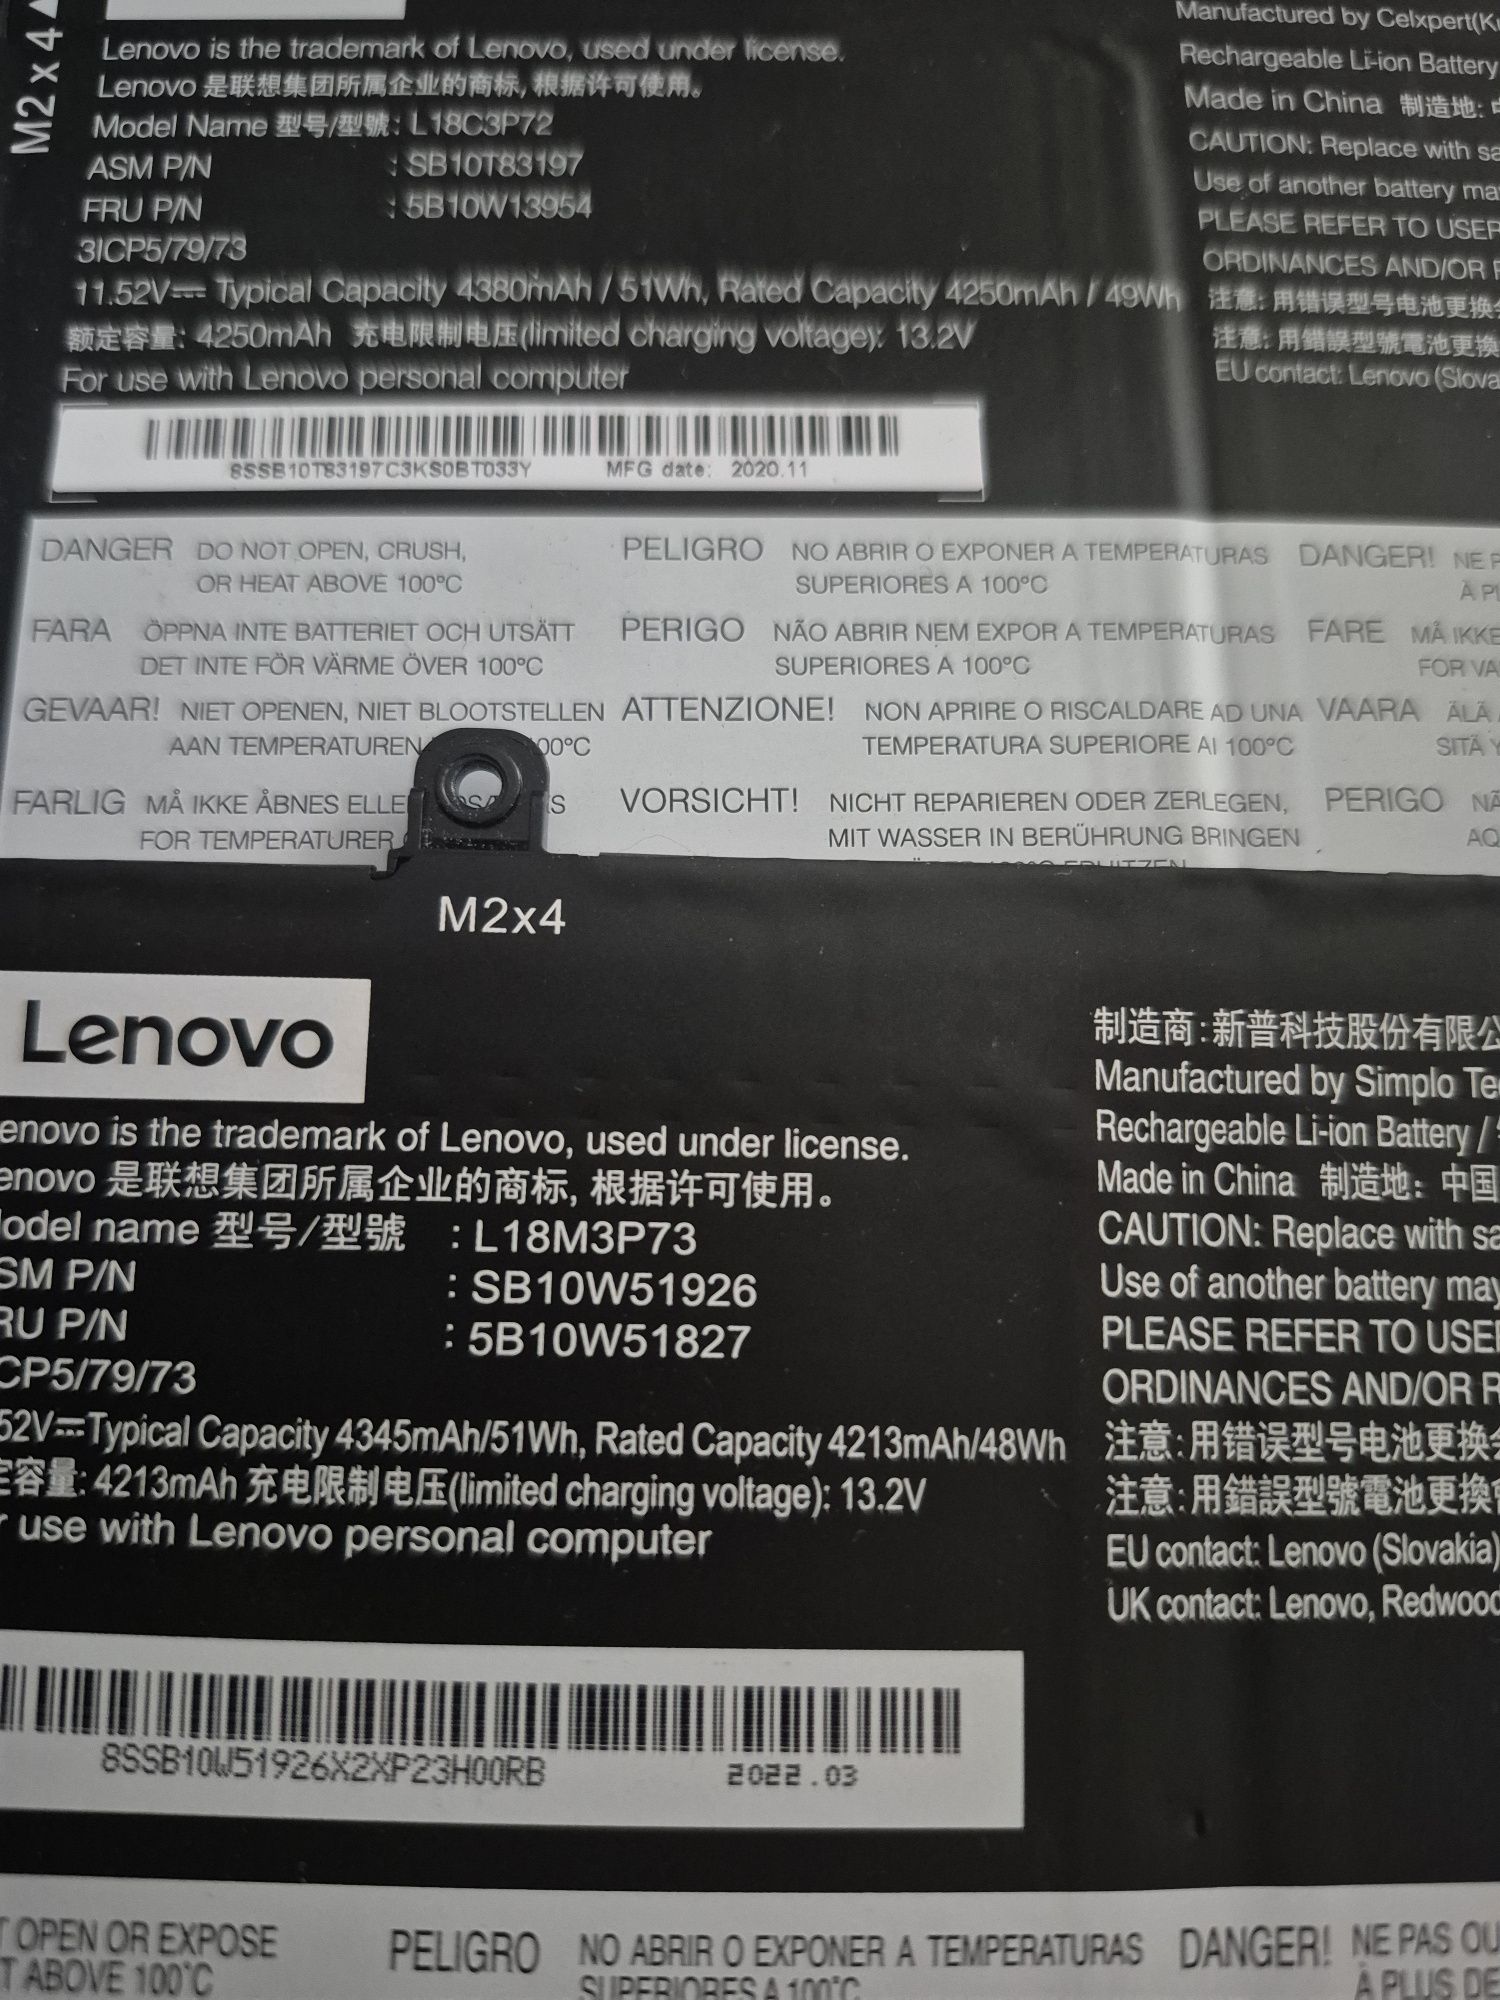 M2 x 4
Lenovo is the trademark of Lenovo, used under license.
Lenovo 是联想集团所属企业的商标, 根据许可使用。
Model Name 型号/型號: L18C3P72
ASM P/N : SB10T83197
FRU P/N : 5B10W13954
3ICP5/79/73
11.52V⎓ Typical Capacity 4380mAh / 51Wh, Rated Capacity 4250mAh / 49Wh
额定容量: 4250mAh 充电限制电压(limited charging voltage): 13.2V
For use with Lenovo personal computer
Manufactured by Celxpert(K
Rechargeable Li-ion Battery
Made in China 制造地:
CAUTION: Replace with sa
Use of another battery ma
PLEASE REFER TO USER
ORDINANCES AND/OR
注意: 用错误型号电池更换
注意: 用錯誤型號電池更換
EU contact: Lenovo (Slova
8SSB10T83197C3KS0BT033Y MFG date: 2020.11
DANGER DO NOT OPEN, CRUSH,
OR HEAT ABOVE 100°C
PELIGRO NO ABRIR O EXPONER A TEMPERATURAS
SUPERIORES A 100°C
DANGER! NE
À
FARA ÖPPNA INTE BATTERIET OCH UTSÄTT
DET INTE FÖR VÄRME ÖVER 100°C
PERIGO NÃO ABRIR NEM EXPOR A TEMPERATURAS
SUPERIORES A 100°C
FARE MÅ IKKE
FOR VA
GEVAAR! NIET OPENEN, NIET BLOOTSTELLEN
AAN TEMPERATUREN 00°C
ATTENZIONE! NON APRIRE O RISCALDARE AD UNA
TEMPERATURA SUPERIORE AI 100°C
VAARA ÄLÄ
SITÄ
FARLIG MÅ IKKE ÅBNES ELLE
FOR TEMPERATURER
VORSICHT! NICHT REPARIEREN ODER ZERLEGEN,
MIT WASSER IN BERÜHRUNG BRINGEN
PERIGO NÃ
AQ
M2x4
Lenovo
enovo is the trademark of Lenovo, used under license.
enovo 是联想集团所属企业的商标, 根据许可使用。
odel name 型号/型號 : L18M3P73
SM P/N : SB10W51926
RU P/N : 5B10W51827
CP5/79/73
52V⎓Typical Capacity 4345mAh/51Wh, Rated Capacity 4213mAh/48Wh
容量: 4213mAh 充电限制电压(limited charging voltage): 13.2V
use with Lenovo personal computer
制造商: 新普科技股份有限公
Manufactured by Simplo Te
Rechargeable Li-ion Battery /
Made in China 制造地: 中国
CAUTION: Replace with sa
Use of another battery may
PLEASE REFER TO USE
ORDINANCES AND/OR R
注意: 用错误型号电池更换
注意: 用錯誤型號電池更換
EU contact: Lenovo (Slovakia)
UK contact: Lenovo, Redwood
8SSB10W51926X2XP23H00RB 2022.03
OPEN OR EXPOSE
T ABOVE 100°C
PELIGRO NO ABRIR O EXPONER A TEMPERATURAS
SUPERIORES A 100°C
DANGER! NE PAS OU
À PLUS DE